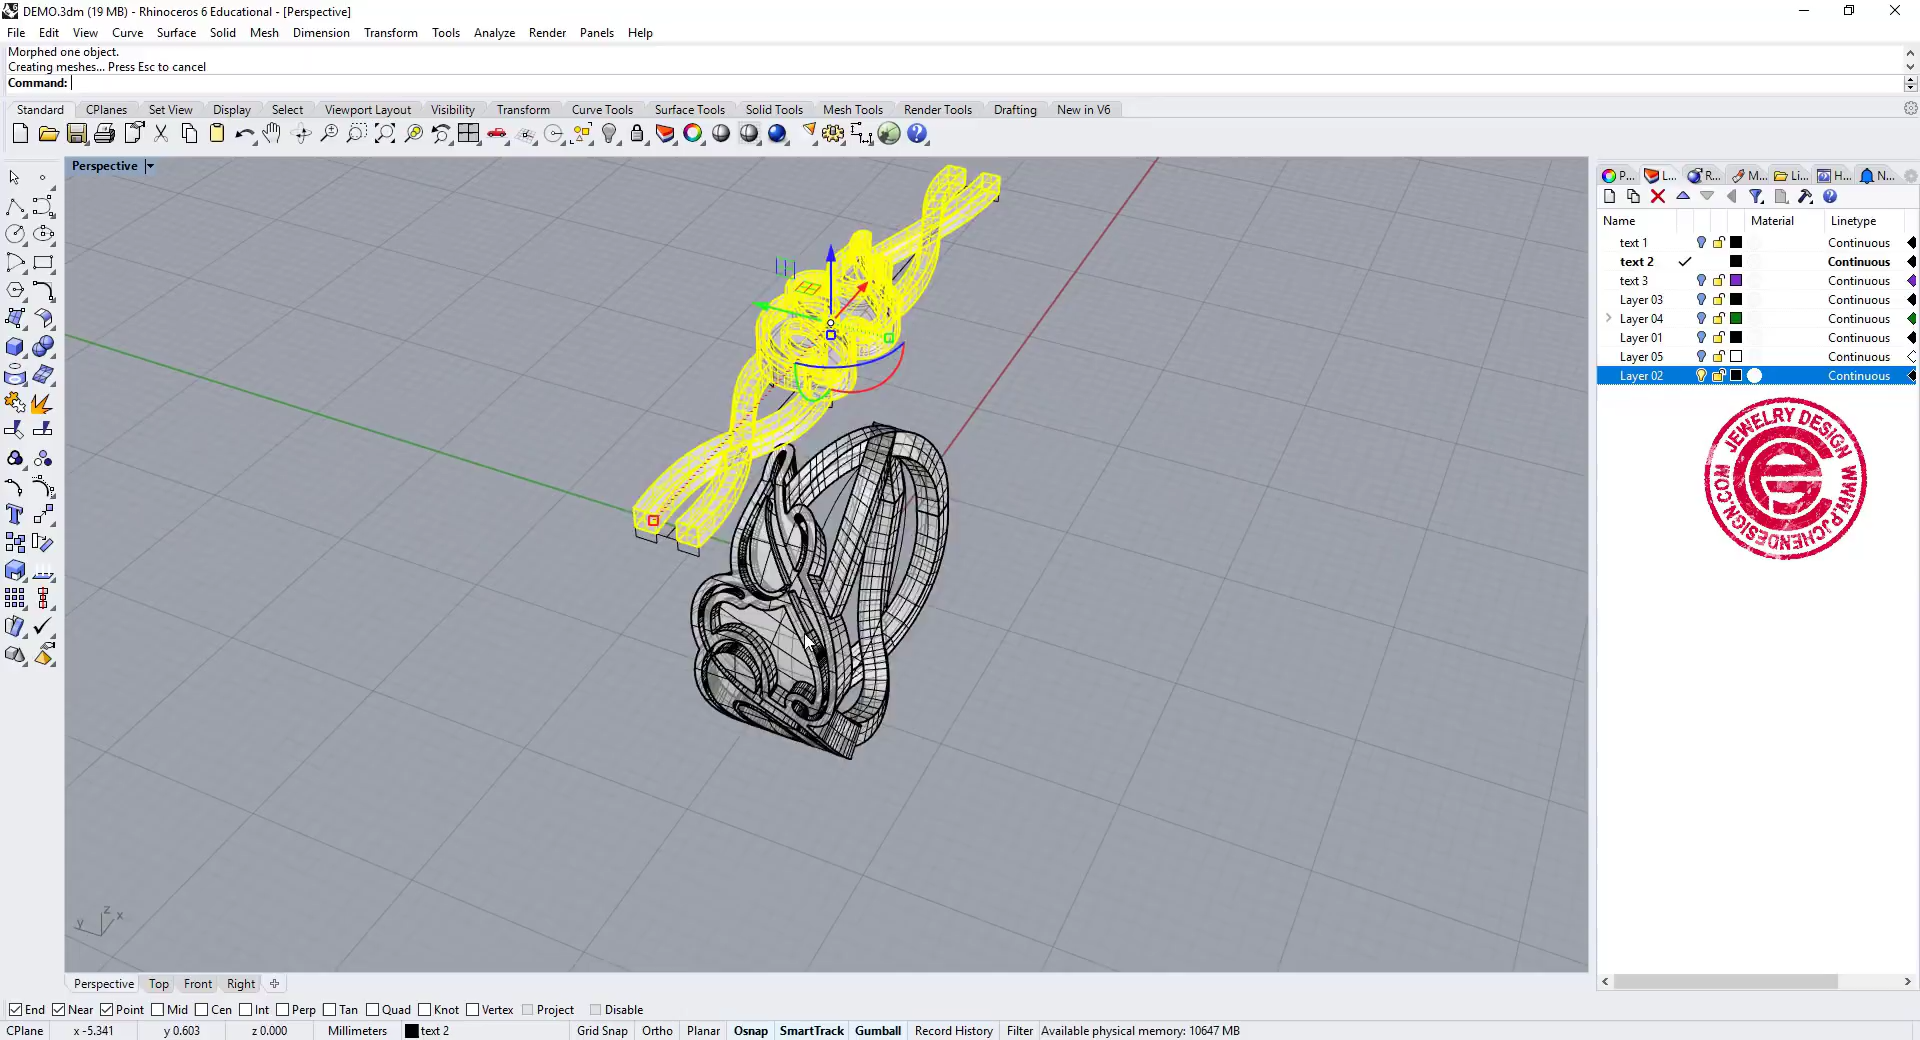 DEMO.3dm (19 MB) - Rhinoceros 6 Educational - [Perspective]
File Edit View Curve Surface Solid Mesh Dimension Transform Tools Analyze Render Panels Help
Morphed one object.
Creating meshes... Press Esc to cancel
Command:
Standard CPlanes Set View Display Select Viewport Layout Visibility Transform Curve Tools Surface Tools Solid Tools Mesh Tools Render Tools Drafting New in V6
Perspective
P... L... R... M... Li... H... N...
Name Material Linetype
text 1 Continuous
text 2 Continuous
text 3 Continuous
Layer 03 Continuous
Layer 04 Continuous
Layer 01 Continuous
Layer 05 Continuous
Layer 02 Continuous
JEWELRY DESIGN WWW.PJCHENDESIGN.COM
z
y x
Perspective Top Front Right
End Near Point Mid Cen Int Perp Tan Quad Knot Vertex Project Disable
CPlane x -5.341 y 0.603 z 0.000 Millimeters text 2 Grid Snap Ortho Planar Osnap SmartTrack Gumball Record History Filter Available physical memory: 10647 MB